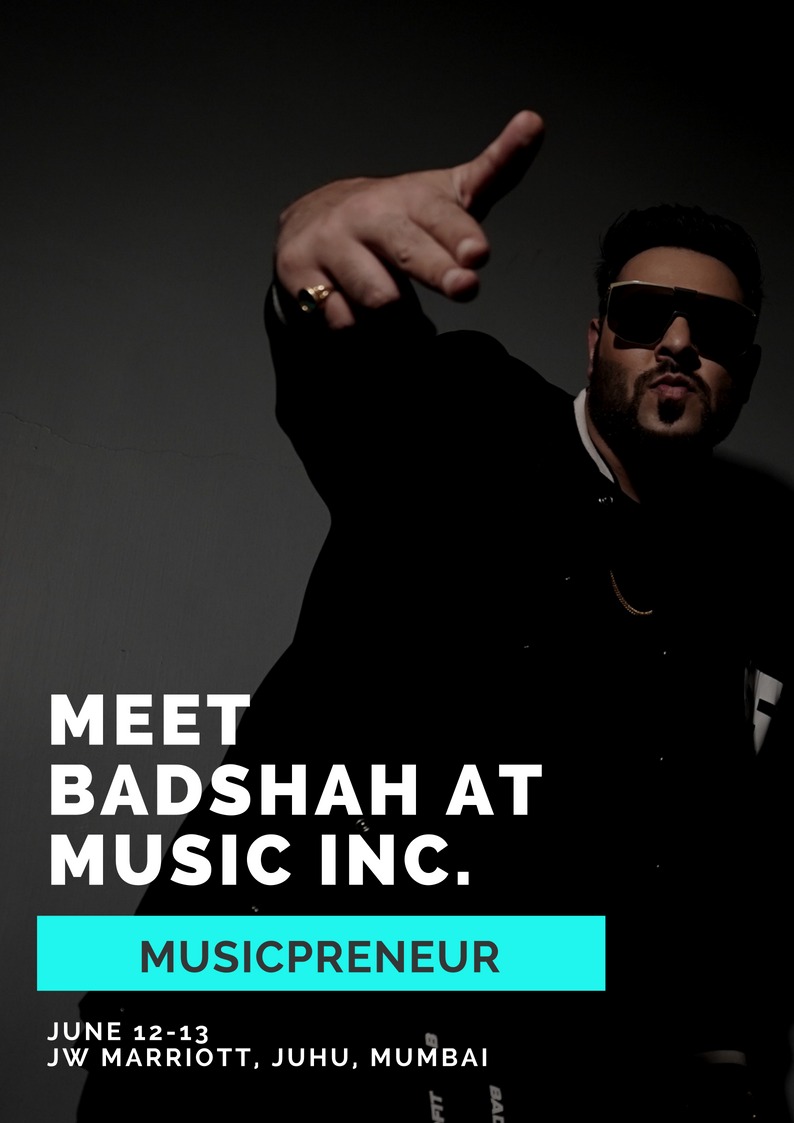 MEET
BADSHAH AT
MUSIC INC.
MUSICPRENEUR
JUNE 12-13
JW MARRIOTT, JUHU, MUMBAI